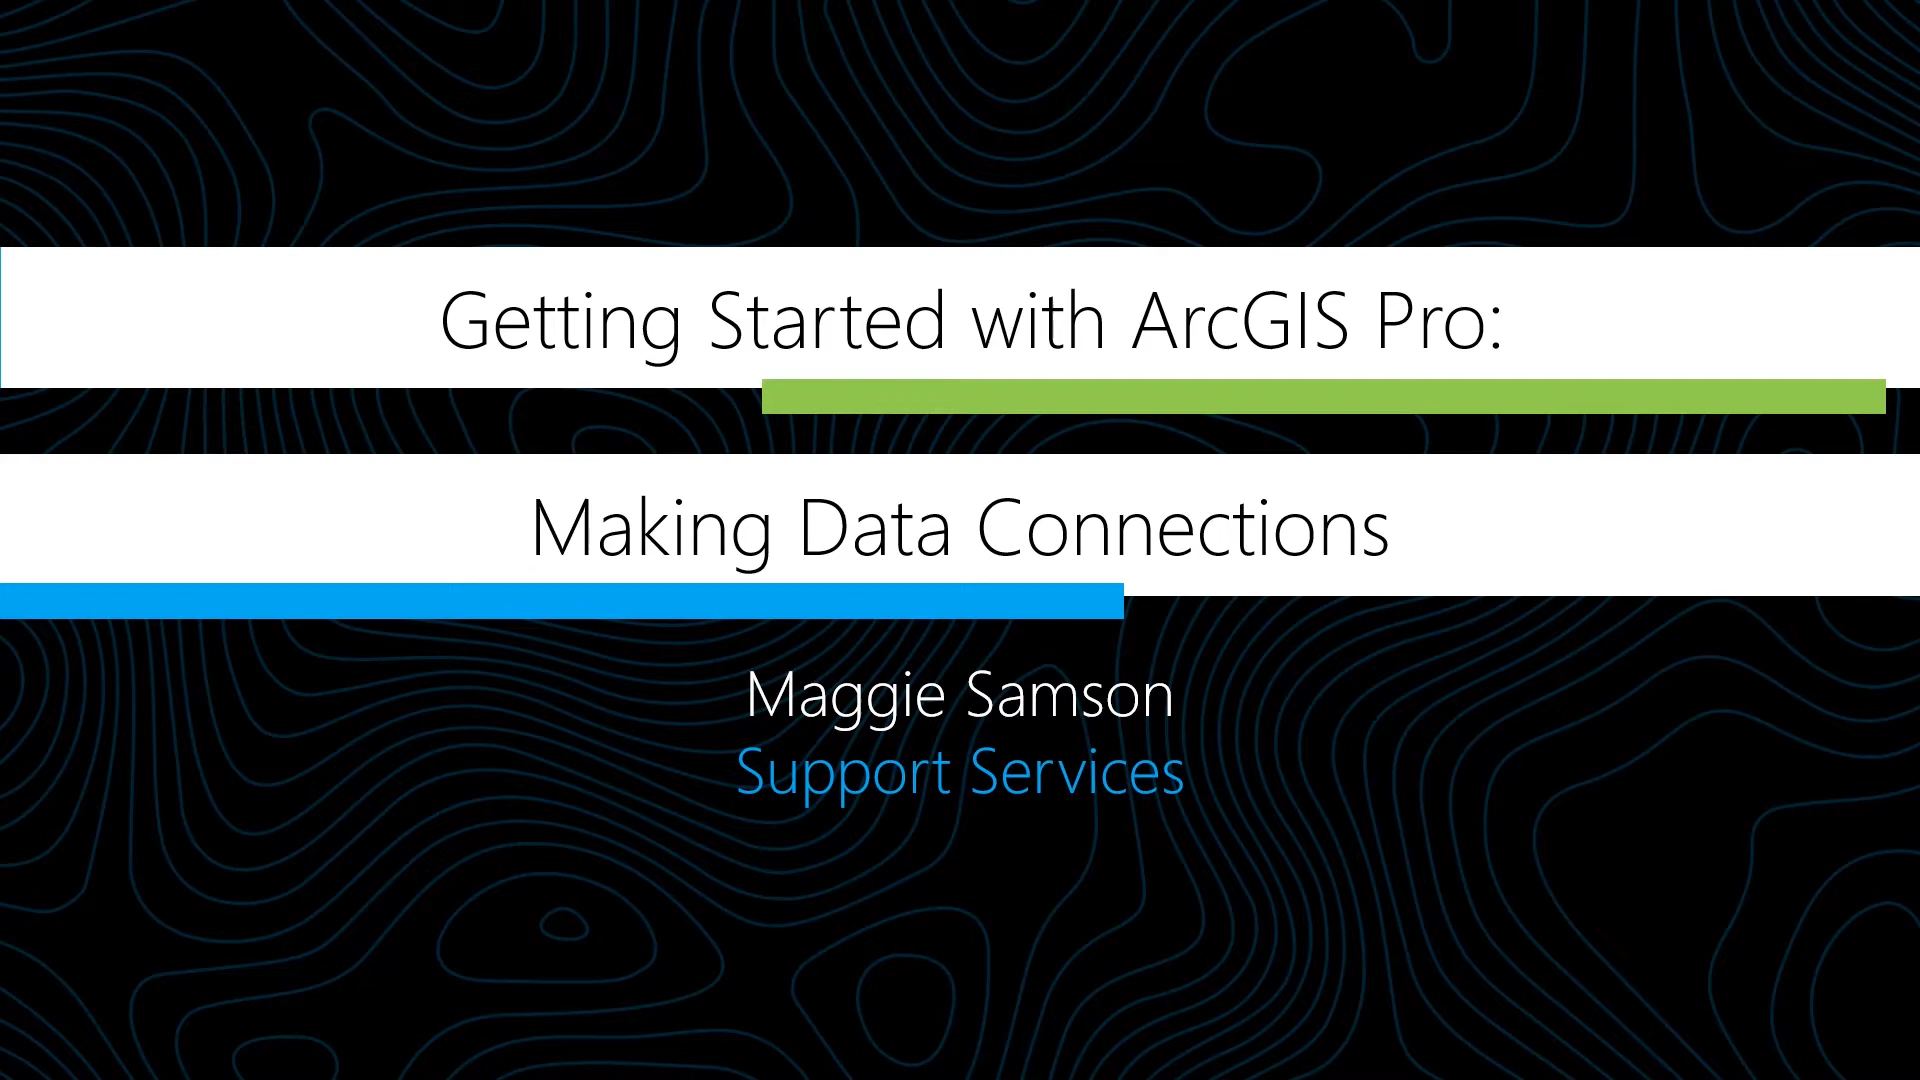 Getting Started with ArcGIS Pro:
Making Data Connections
Maggie Samson
Support Services